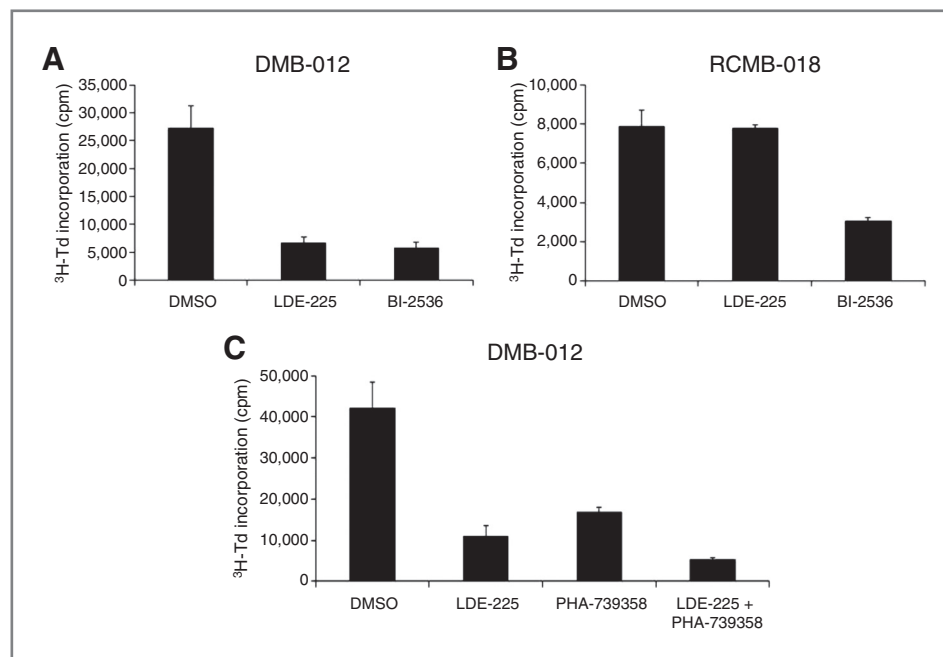 A
DMB-012
³H-Td incorporation (cpm)
35,000
30,000
25,000
20,000
15,000
10,000
5,000
0
DMSO LDE-225 BI-2536
B
RCMB-018
³H-Td incorporation (cpm)
10,000
8,000
6,000
4,000
2,000
0
DMSO LDE-225 BI-2536
C
DMB-012
³H-Td incorporation (cpm)
50,000
40,000
30,000
20,000
10,000
0
DMSO LDE-225 PHA-739358 LDE-225 +
PHA-739358